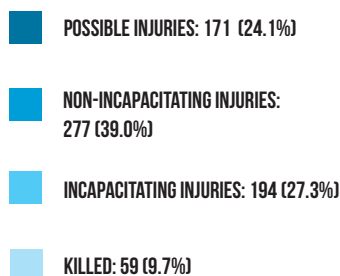 POSSIBLE INJURIES: 171 (24.1%)
NON-INCAPACITATING INJURIES:
277 (39.0%)
INCAPACITATING INJURIES: 194 (27.3%)
KILLED: 59 (9.7%)